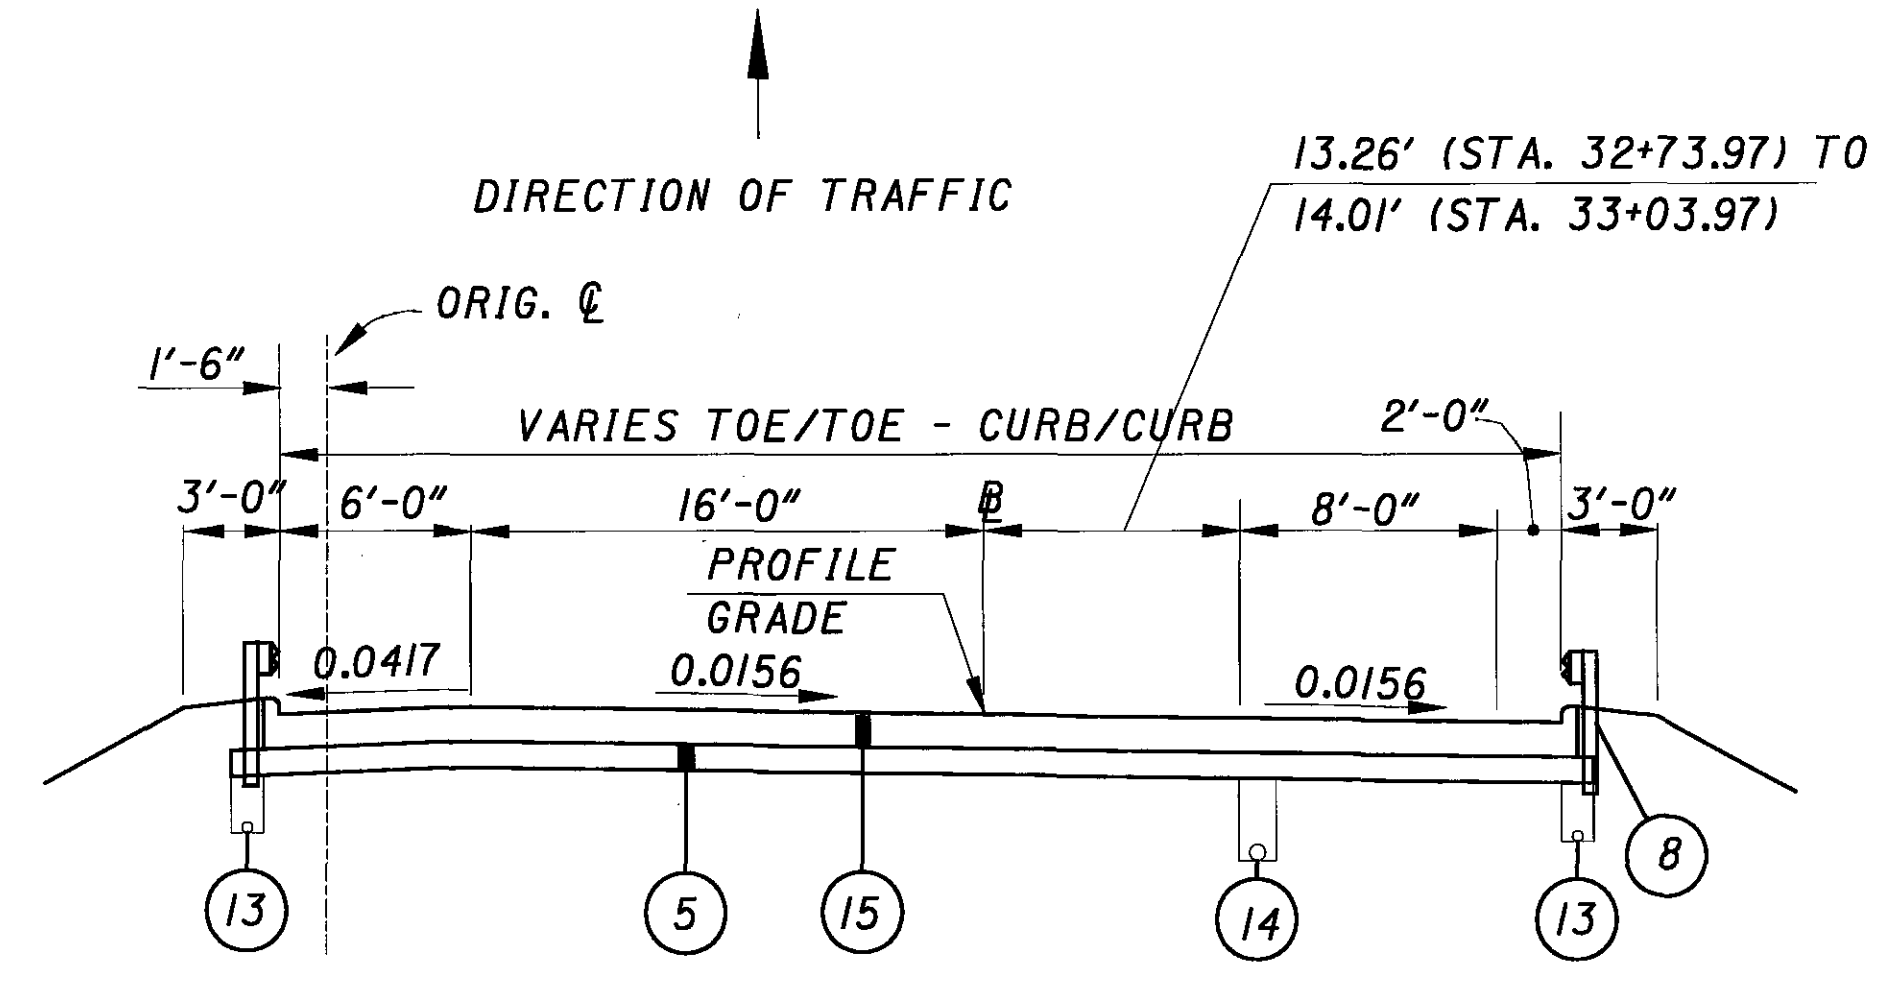 13.26' (STA. 32+73.97) TO
14.01' (STA. 33+03.97)
DIRECTION OF TRAFFIC
ORIG. ℄
1'-6"
VARIES TOE/TOE - CURB/CURB
2'-0"
3'-0"
6'-0"
16'-0"
BL
8'-0"
3'-0"
PROFILE
GRADE
0.0417
0.0156
0.0156
13
5
15
14
13
8